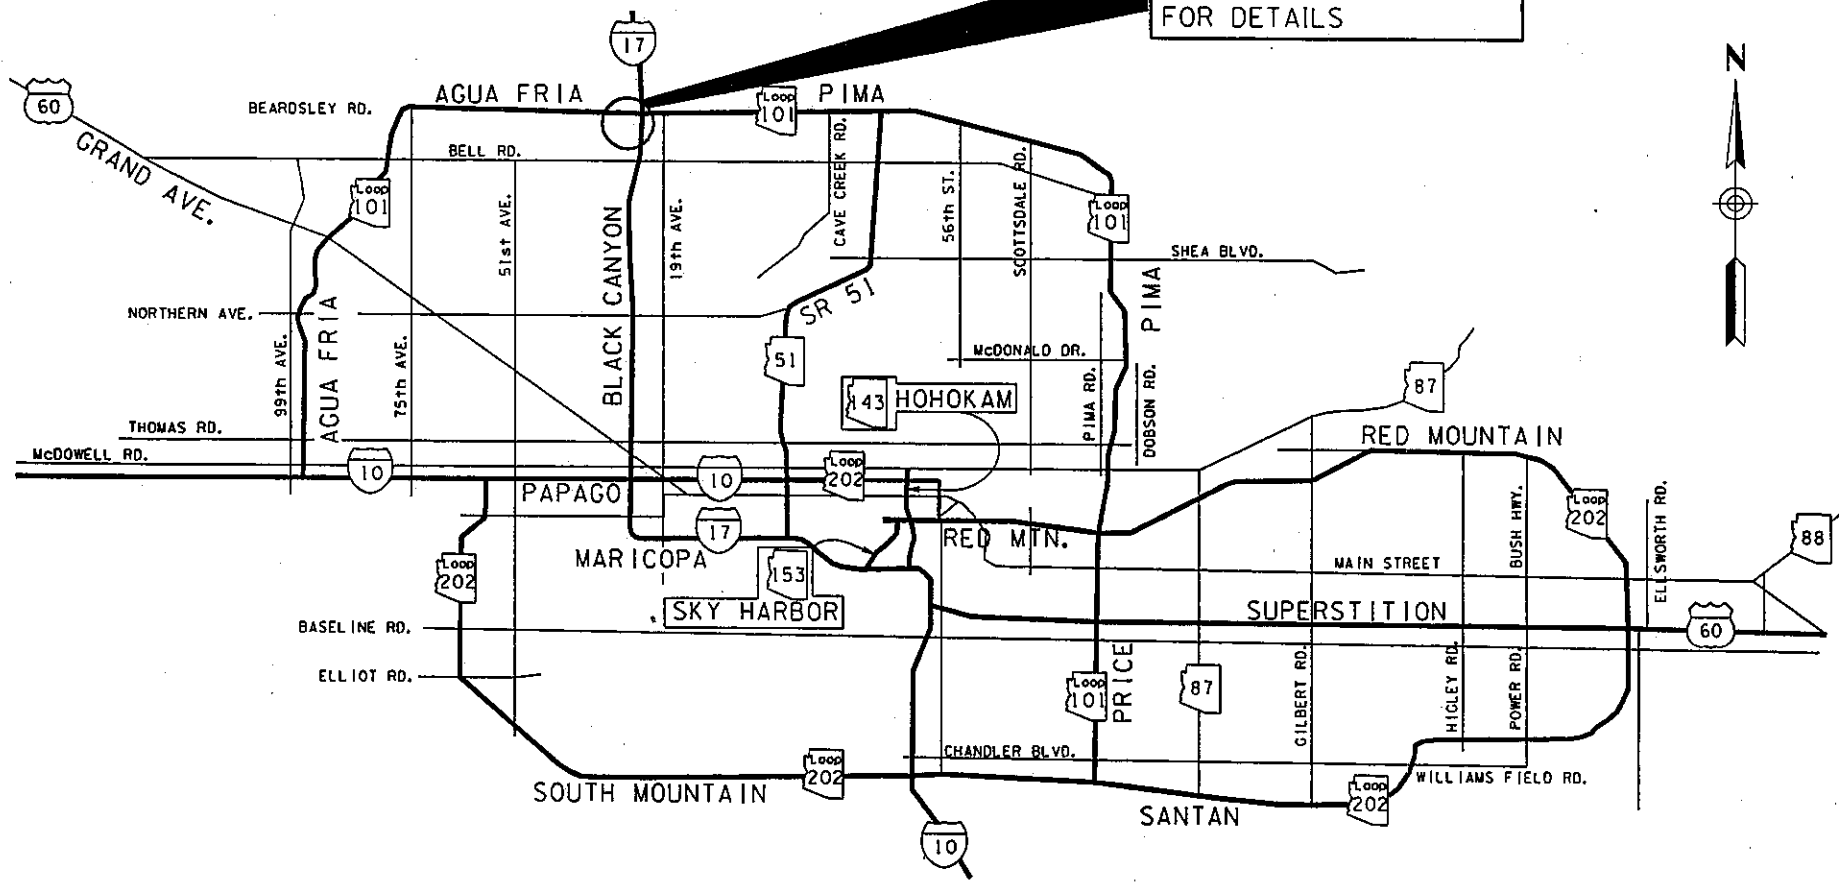 FOR DETAILS
N
17
60
BEARDSLEY RD.
AGUA FRIA
Loop 101
PIMA
GRAND AVE.
BELL RD.
Loop 101
51st AVE.
BLACK CANYON
19th AVE.
CAVE CREEK RD.
56th ST.
SCOTTSDALE RD.
Loop 101
SHEA BLVD.
NORTHERN AVE.
99th AVE.
AGUA FRIA
75th AVE.
SR 51
51
PIMA
McDONALD DR.
PIMA RD.
DOBSON RD.
87
143
HOHOKAM
THOMAS RD.
McDOWELL RD.
10
PAPAGO
10
Loop 202
RED MOUNTAIN
Loop 202
BUSH HWY.
ELLSWORTH RD.
88
17
MARICOPA
RED MTN.
MAIN STREET
Loop 202
153
SKY HARBOR
SUPERSTITION
60
BASELINE RD.
ELLIOT RD.
Loop 101
PRICE
87
GILBERT RD.
HIGLEY RD.
POWER RD.
CHANDLER BLVD.
WILLIAMS FIELD RD.
SOUTH MOUNTAIN
Loop 202
SANTAN
Loop 202
10